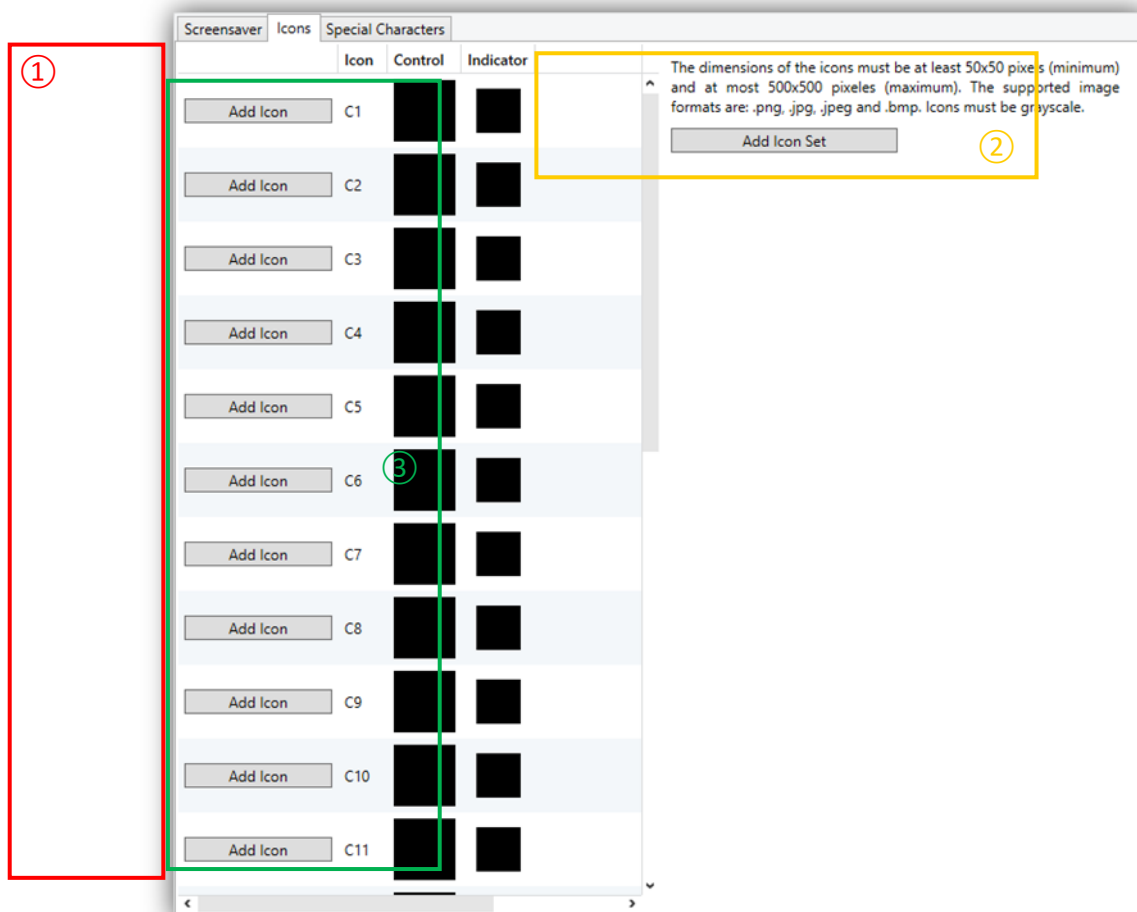 Screensaver Icons Special Characters
①
Icon Control Indicator
The dimensions of the icons must be at least 50x50 pixels (minimum)
and at most 500x500 pixeles (maximum). The supported image
formats are: .png, .jpg, .jpeg and .bmp. Icons must be grayscale.
Add Icon Set
②
Add Icon C1
Add Icon C2
Add Icon C3
Add Icon C4
Add Icon C5
Add Icon C6
③
Add Icon C7
Add Icon C8
Add Icon C9
Add Icon C10
Add Icon C11